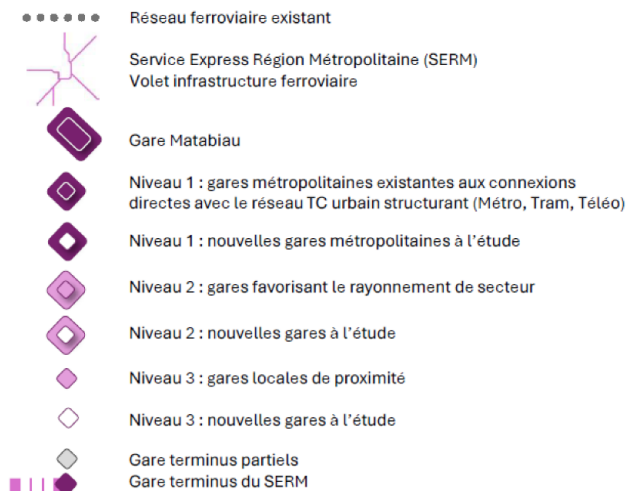 Réseau ferroviaire existant
Service Express Région Métropolitaine (SERM)
Volet infrastructure ferroviaire
Gare Matabiau
Niveau 1 : gares métropolitaines existantes aux connexions
directes avec le réseau TC urbain structurant (Métro, Tram, Téléo)
Niveau 1 : nouvelles gares métropolitaines à l’étude
Niveau 2 : gares favorisant le rayonnement de secteur
Niveau 2 : nouvelles gares à l’étude
Niveau 3 : gares locales de proximité
Niveau 3 : nouvelles gares à l’étude
Gare terminus partiels
Gare terminus du SERM